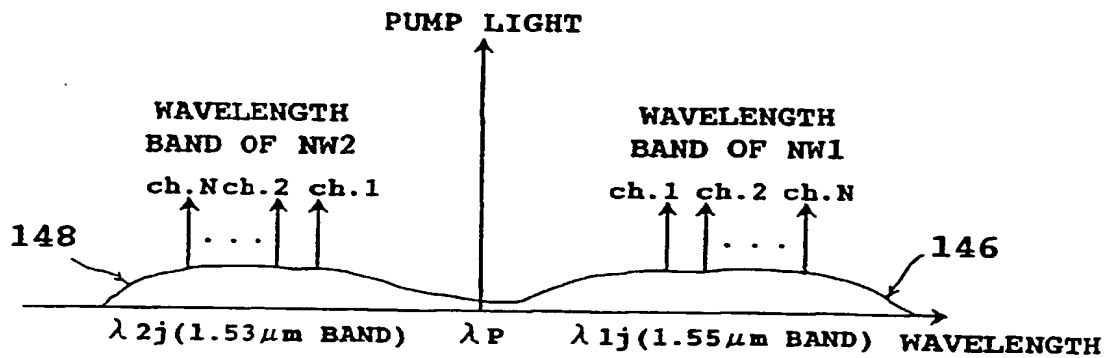 PUMP LIGHT
WAVELENGTH
BAND OF NW2
WAVELENGTH
BAND OF NW1
ch.N ch.2 ch.1
ch.1 ch.2 ch.N
148
. . .
. . .
146
λ2j(1.53μm BAND)
λP
λ1j(1.55μm BAND)
WAVELENGTH